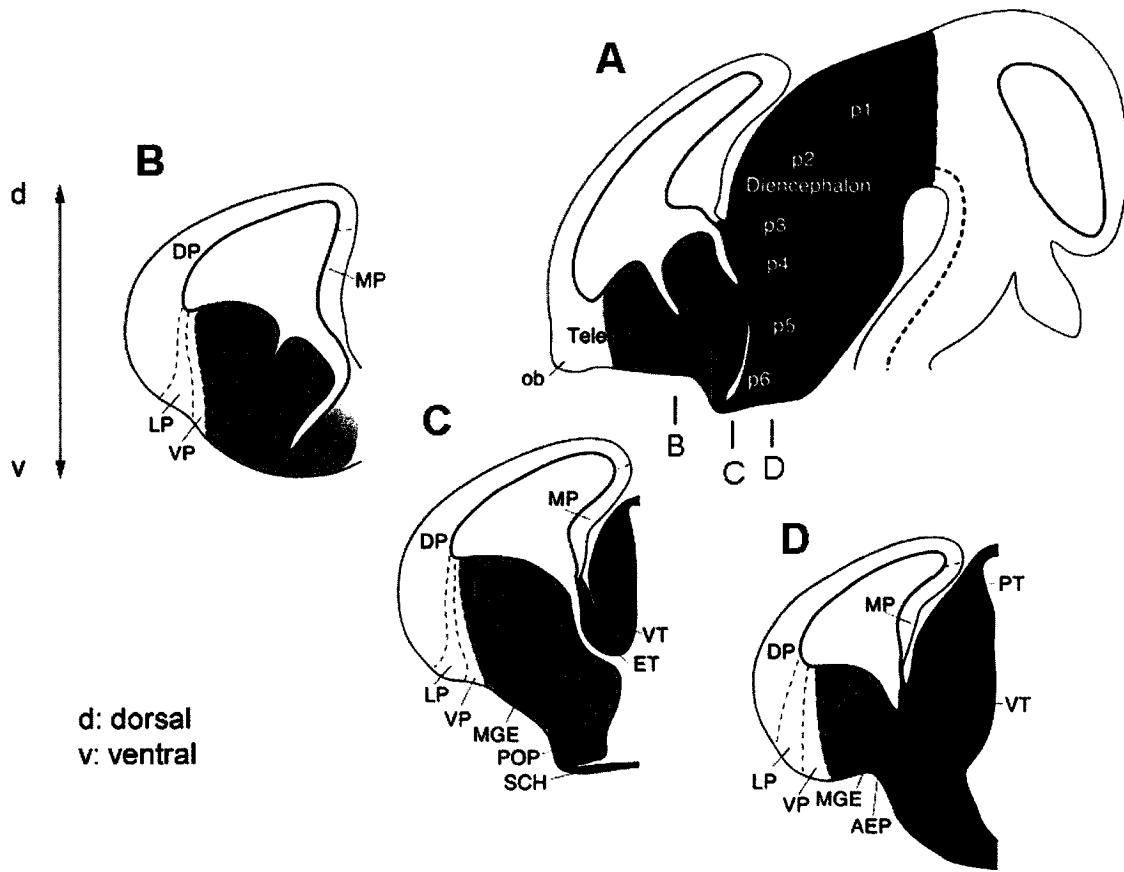 A
p1
p2
Diencephalon
p3
p4
p5
p6
Tele
ob
B
C
D
B
d
v
DP
MP
LP
VP
C
MP
DP
VT
ET
LP
VP
MGE
POP
SCH
D
PT
MP
DP
VT
LP
VP
MGE
AEP
d: dorsal
v: ventral